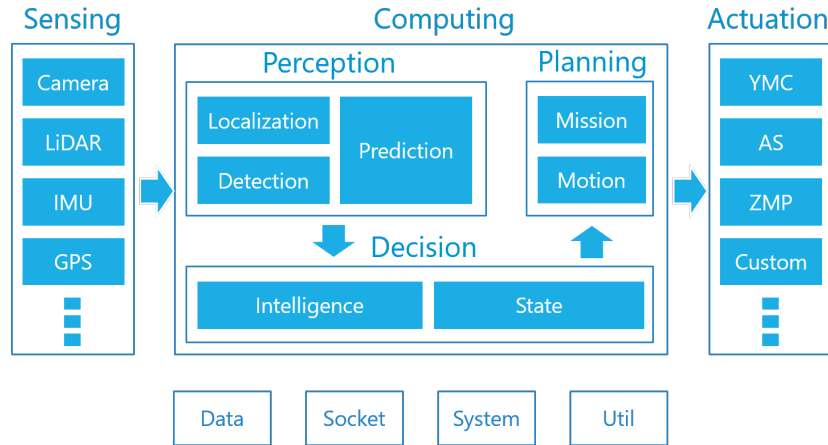 Sensing
Camera
LiDAR
IMU
GPS
Computing
Perception
Localization
Detection
Prediction
Planning
Mission
Motion
Decision
Intelligence
State
Actuation
YMC
AS
ZMP
Custom
Data
Socket
System
Util